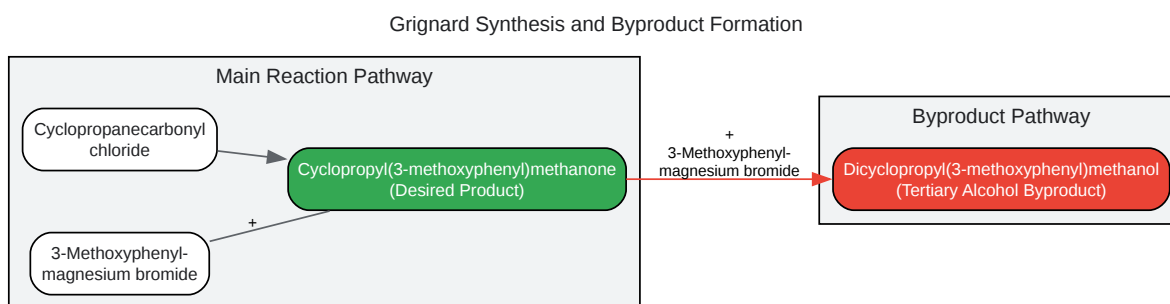 Grignard Synthesis and Byproduct Formation
Main Reaction Pathway
Cyclopropanecarbonyl
chloride
+
3-Methoxyphenyl-
magnesium bromide
Cyclopropyl(3-methoxyphenyl)methanone
(Desired Product)
+
3-Methoxyphenyl-
magnesium bromide
Byproduct Pathway
Dicyclopropyl(3-methoxyphenyl)methanol
(Tertiary Alcohol Byproduct)